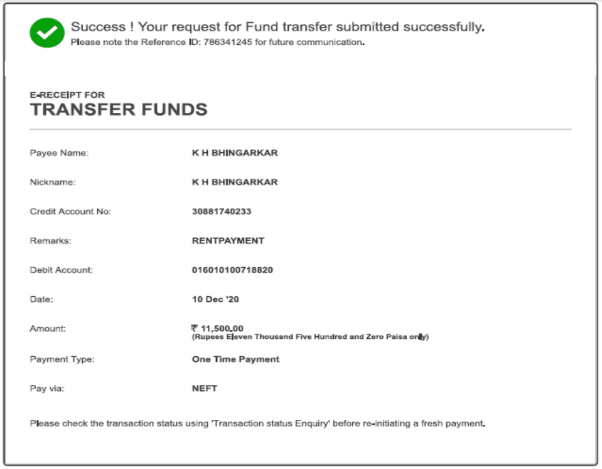 Success ! Your request for Fund transfer submitted successfully.
Please note the Reference ID: 786341245 for future communication.
E-RECEIPT FOR
TRANSFER FUNDS
Payee Name: K H BHINGARKAR
Nickname: K H BHINGARKAR
Credit Account No: 30881740233
Remarks: RENTPAYMENT
Debit Account: 016010100718820
Date: 10 Dec '20
Amount: ₹ 11,500.00
(Rupees Eleven Thousand Five Hundred and Zero Paisa only)
Payment Type: One Time Payment
Pay via: NEFT
Please check the transaction status using 'Transaction status Enquiry' before re-initiating a fresh payment.